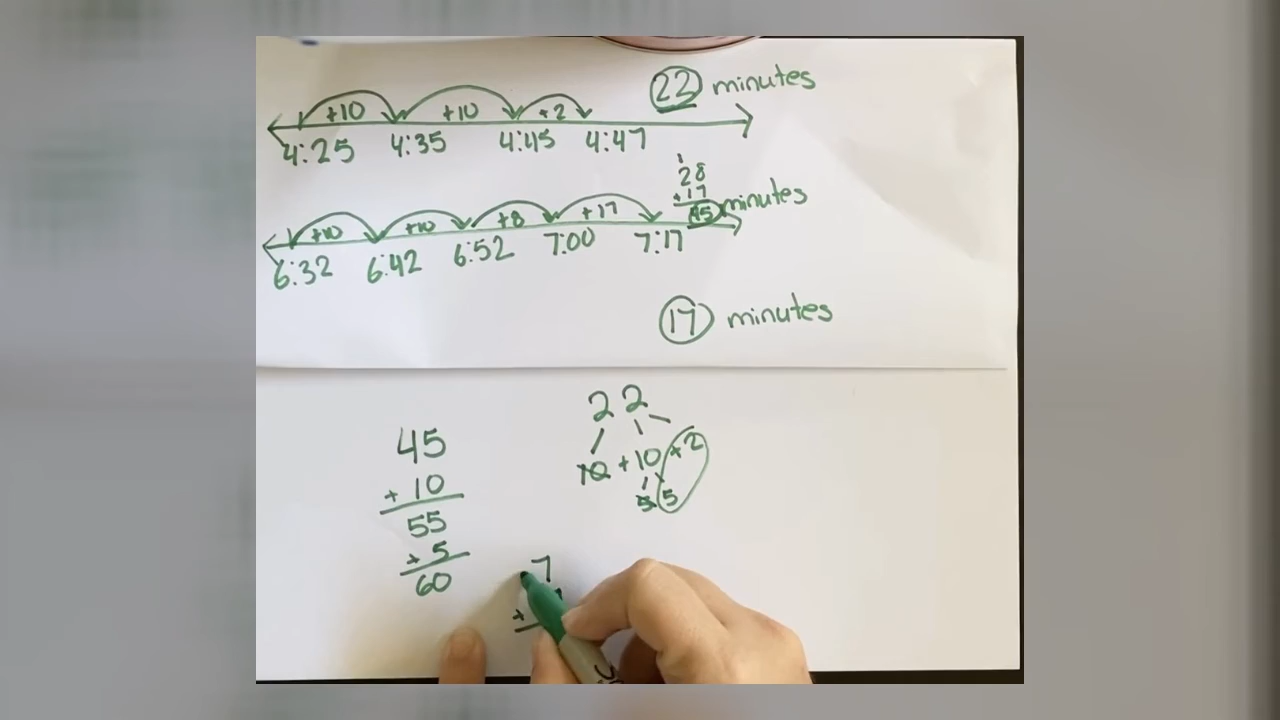 22 minutes
+10 +10 +2
4:25 4:35 4:45 4:47
1
28
+17
45 minutes
+10 +10 +8 +17
6:32 6:42 6:52 7:00 7:17
17 minutes
22
10 +10 +2
5 5
45
+ 10
55
+ 5
60
7
+